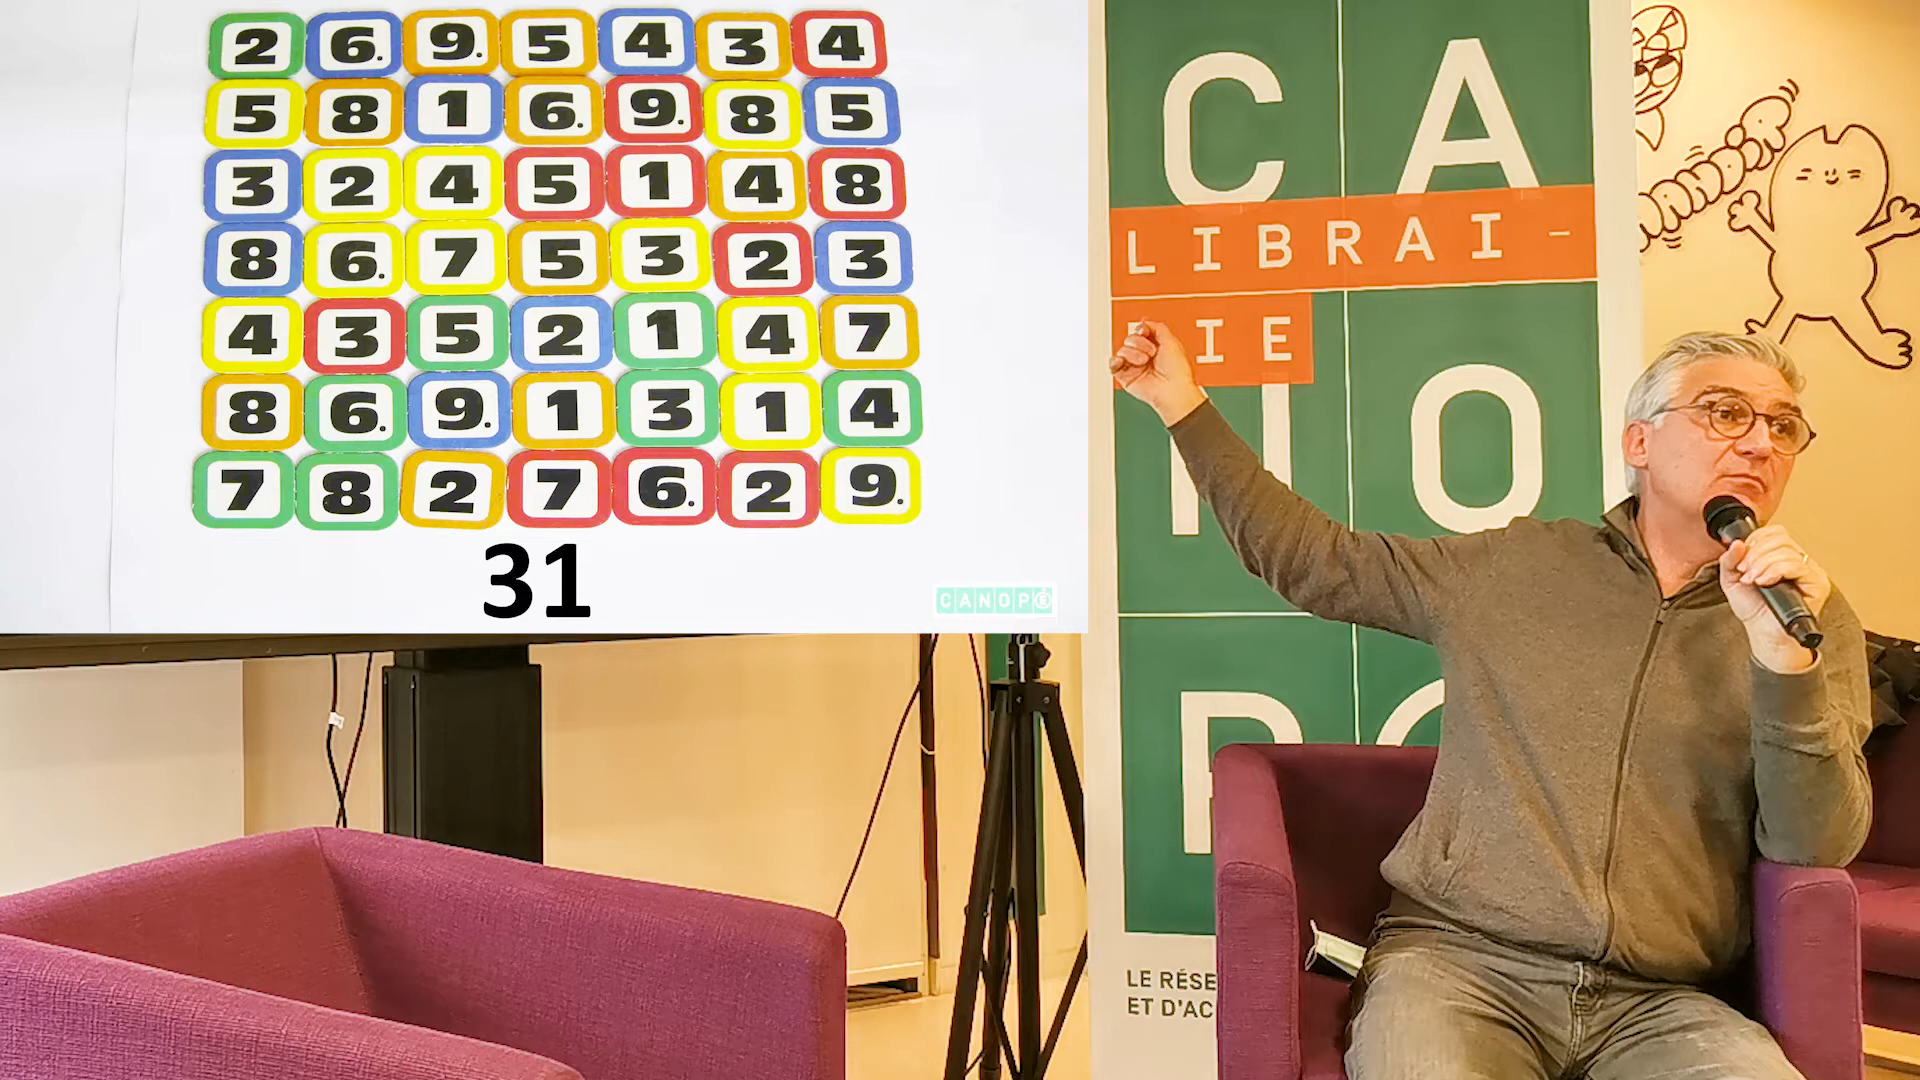 2 6. 9. 5 4 3 4
5 8 1 6. 9. 8 5
3 2 4 5 1 4 8
8 6. 7 5 3 2 3
4 3 5 2 1 4 7
8 6. 9. 1 3 1 4
7 8 2 7 6. 2 9.
31
CANOPÉ
CA
LIBRAI-
IE
NO
P
LE RÉSE
ET D'AC